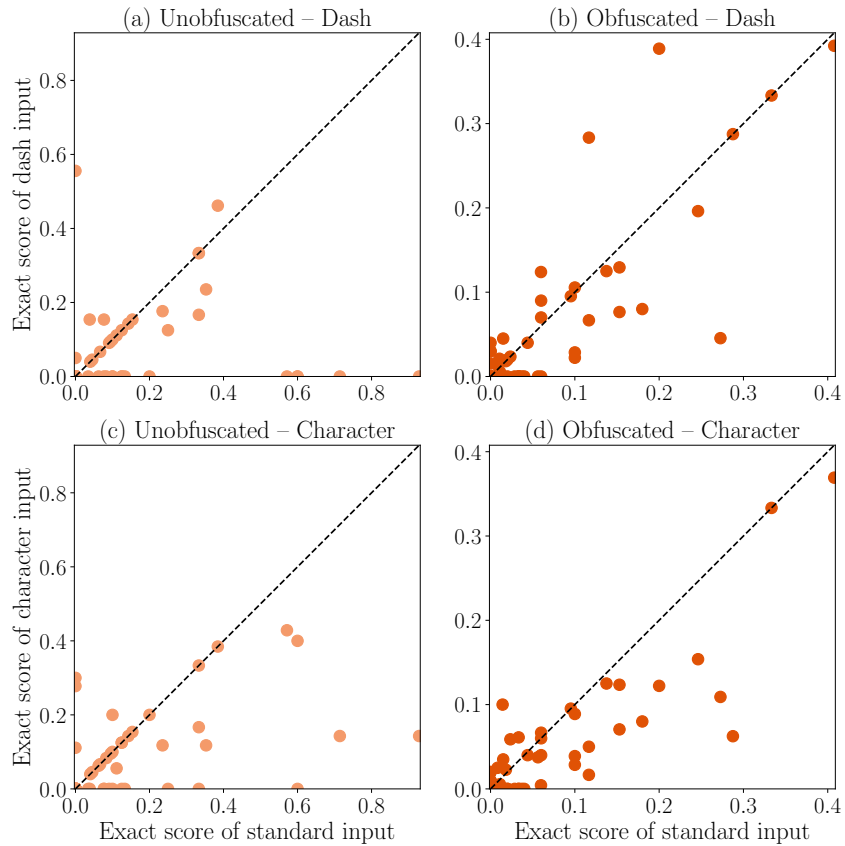 (a) Unobfuscated – Dash
(b) Obfuscated – Dash
Exact score of dash input
0.8
0.6
0.4
0.2
0.0
0.0 0.2 0.4 0.6 0.8
0.4
0.3
0.2
0.1
0.0
0.0 0.1 0.2 0.3 0.4
(c) Unobfuscated – Character
(d) Obfuscated – Character
Exact score of character input
0.8
0.6
0.4
0.2
0.0
0.0 0.2 0.4 0.6 0.8
Exact score of standard input
0.4
0.3
0.2
0.1
0.0
0.0 0.1 0.2 0.3 0.4
Exact score of standard input